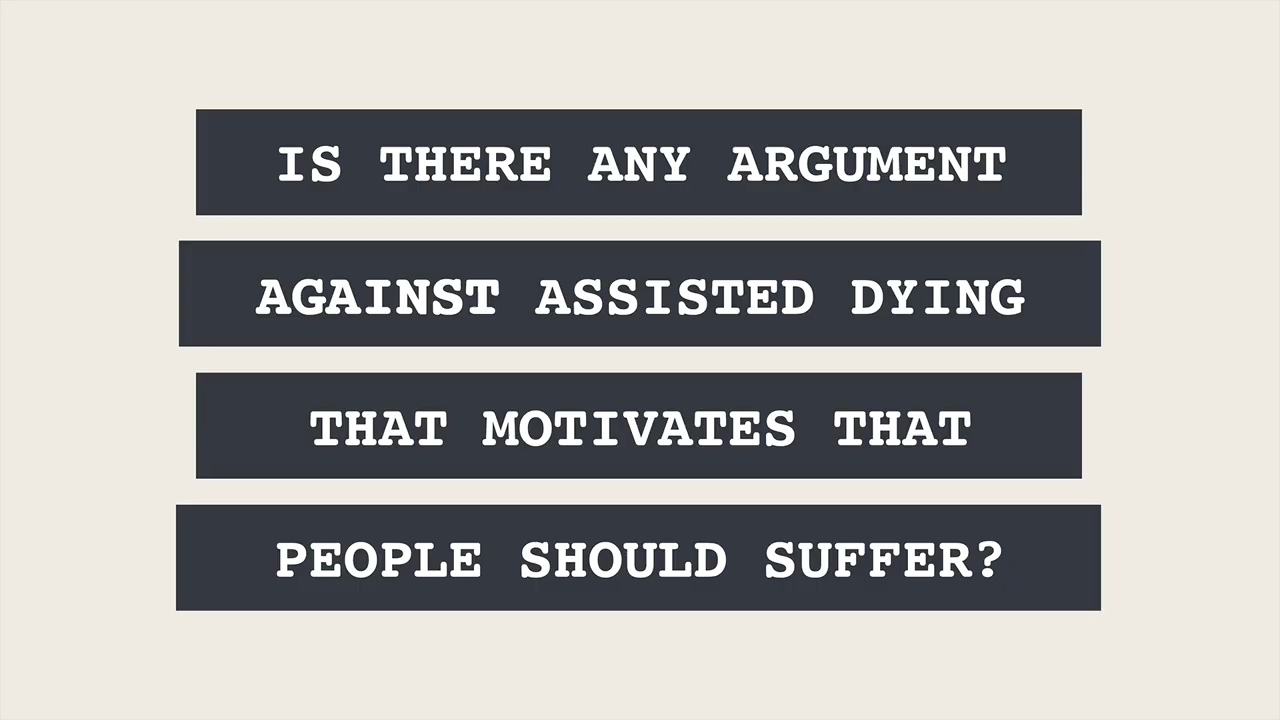 IS THERE ANY ARGUMENT
AGAINST ASSISTED DYING
THAT MOTIVATES THAT
PEOPLE SHOULD SUFFER?